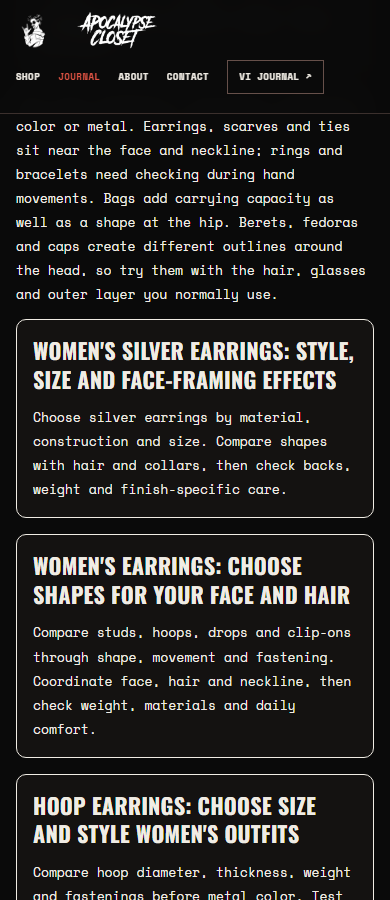 APOCALYPSE
CLOSET
SHOP JOURNAL ABOUT CONTACT VI JOURNAL ↗
color or metal. Earrings, scarves and ties
sit near the face and neckline; rings and
bracelets need checking during hand
movements. Bags add carrying capacity as
well as a shape at the hip. Berets, fedoras
and caps create different outlines around
the head, so try them with the hair, glasses
and outer layer you normally use.
WOMEN'S SILVER EARRINGS: STYLE,
SIZE AND FACE-FRAMING EFFECTS
Choose silver earrings by material,
construction and size. Compare shapes
with hair and collars, then check backs,
weight and finish-specific care.
WOMEN'S EARRINGS: CHOOSE
SHAPES FOR YOUR FACE AND HAIR
Compare studs, hoops, drops and clip-ons
through shape, movement and fastening.
Coordinate face, hair and neckline, then
check weight, materials and daily
comfort.
HOOP EARRINGS: CHOOSE SIZE
AND STYLE WOMEN'S OUTFITS
Compare hoop diameter, thickness, weight
and fastenings before metal color. Test